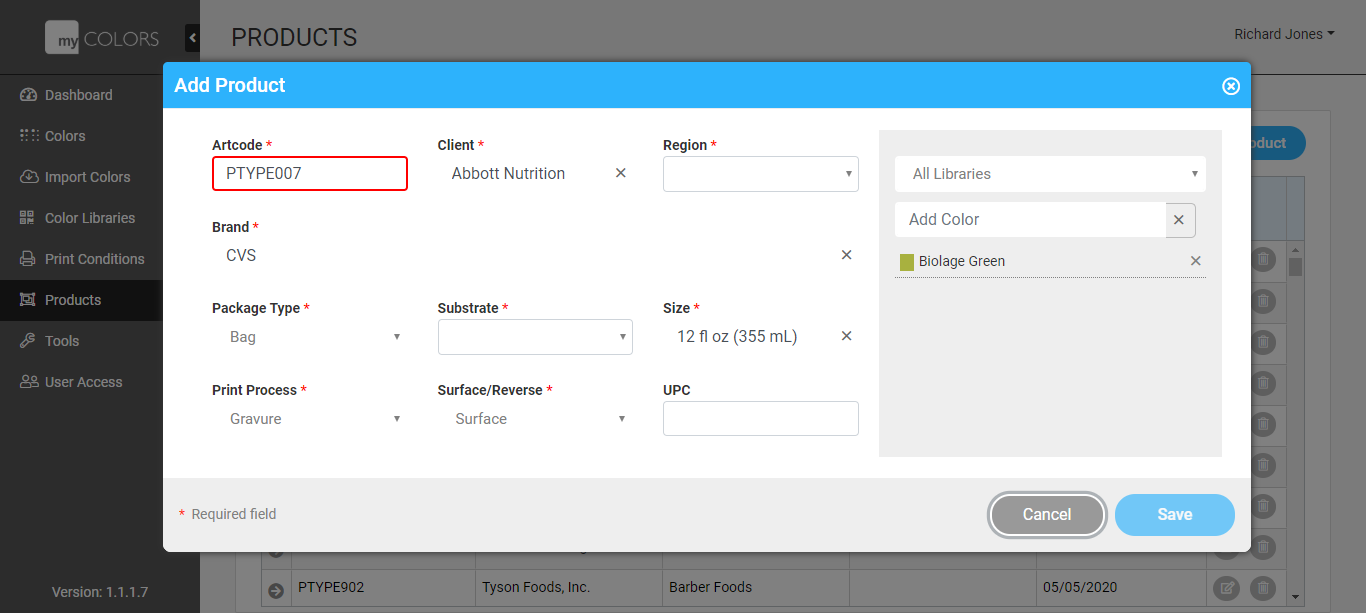 my COLORS
PRODUCTS
Richard Jones
Dashboard
Colors
Import Colors
Color Libraries
Print Conditions
Products
Tools
User Access
Version: 1.1.1.7
Add Product
Artcode * Client * Region *
PTYPE007 Abbott Nutrition
Brand *
CVS
Package Type * Substrate * Size *
Bag 12 fl oz (355 mL)
Print Process * Surface/Reverse * UPC
Gravure Surface
All Libraries
Add Color
Biolage Green
* Required field
Cancel Save
PTYPE902 Tyson Foods, Inc. Barber Foods 05/05/2020